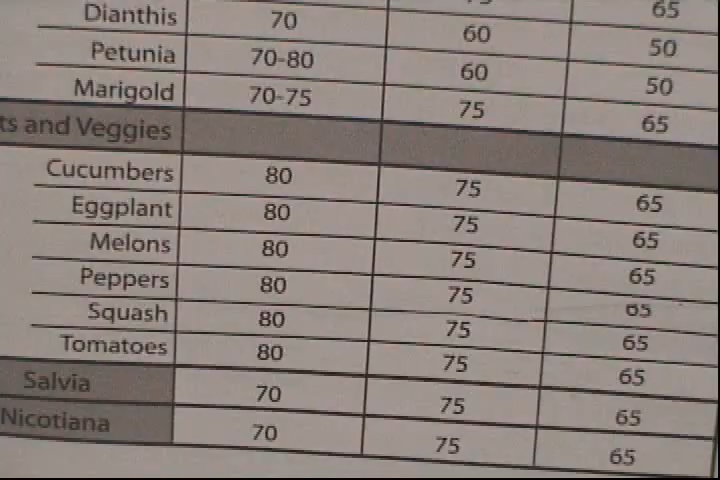 Dianthis 70 65
Petunia 70-80 60 50
Marigold 70-75 60 50
75 65
ts and Veggies
Cucumbers 80 75 65
Eggplant 80 75 65
Melons 80 75 65
Peppers 80 75 65
Squash 80 75 65
Tomatoes 80 75 65
Salvia 70 75 65
Nicotiana 70 75 65